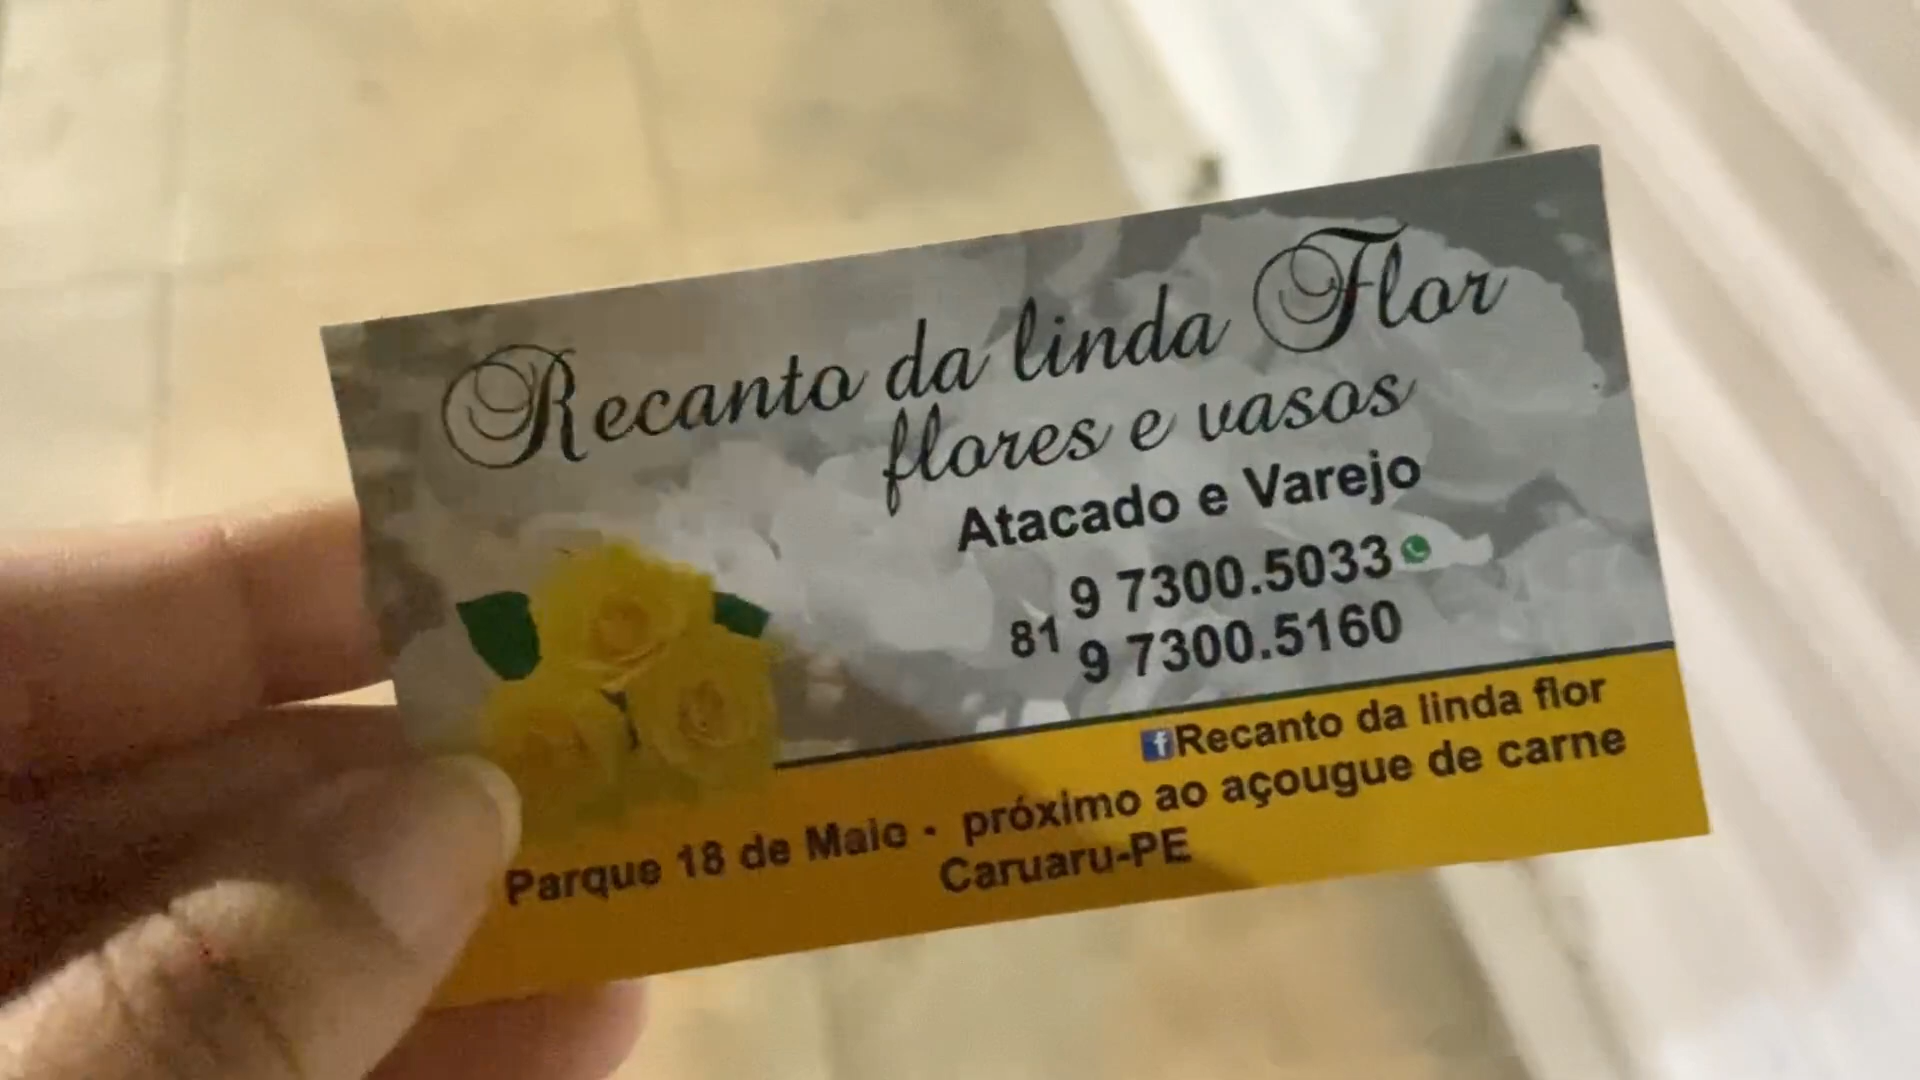 Recanto da linda Flor
flores e vasos
Atacado e Varejo
81 9 7300.5033
9 7300.5160
Recanto da linda flor
Parque 18 de Maio - próximo ao açougue de carne
Caruaru-PE